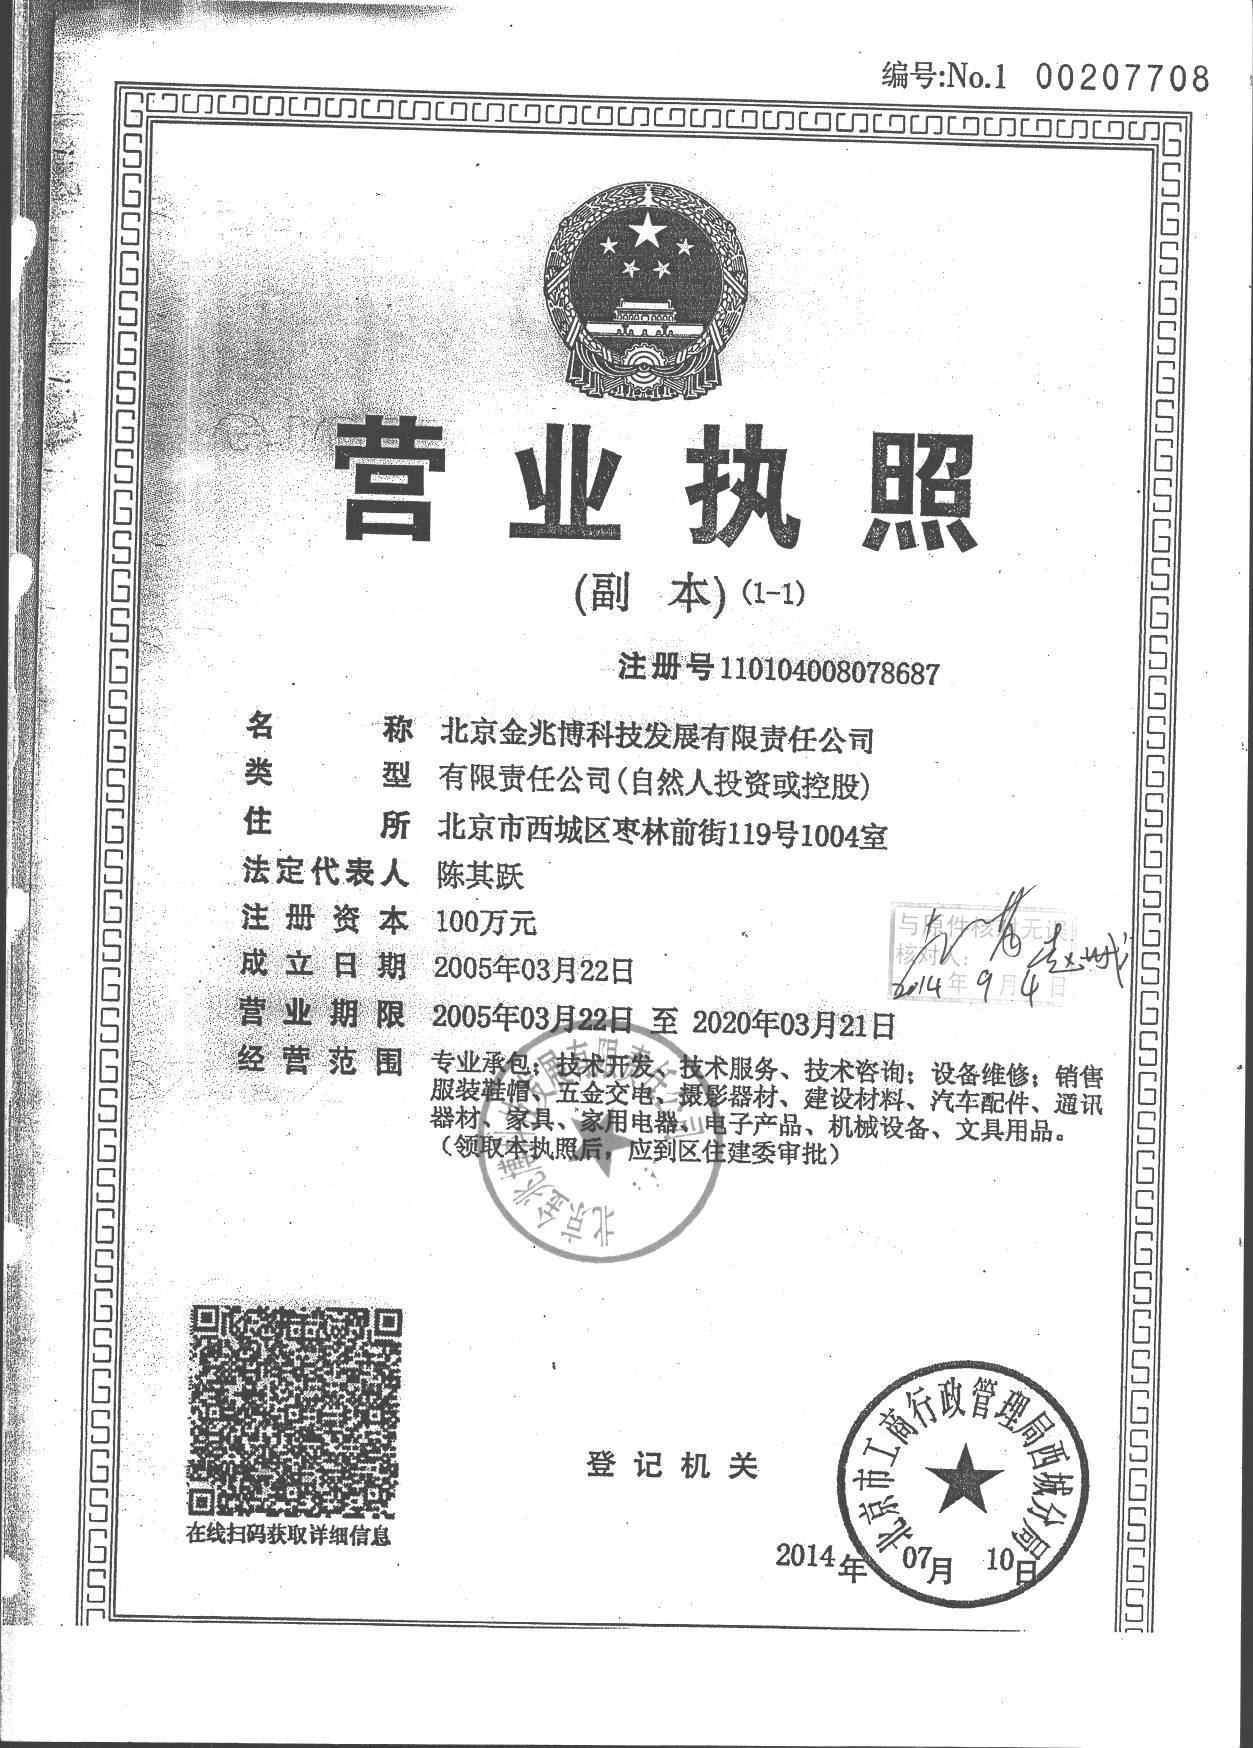 编号:No.1 00207708
营业执照
(副 本)(1-1)
注册号110104008078687
名 称 北京金兆博科技发展有限责任公司
类 型 有限责任公司(自然人投资或控股)
住 所 北京市西城区枣林前街119号1004室
法定代表人 陈其跃
注册资本 100万元
成立日期 2005年03月22日
营业期限 2005年03月22日 至 2020年03月21日
经营范围 专业承包;技术开发、技术服务、技术咨询;设备维修;销售
服装鞋帽、五金交电、摄影器材、建设材料、汽车配件、通讯
器材、家具、家用电器、电子产品、机械设备、文具用品。
(领取本执照后,应到区住建委审批)
与原件核对无误
核对人:
2014年9月4日
北京金兆博科技发展有限责任公司
在线扫码获取详细信息
登记机关
北京市工商行政管理局西城分局
2014年07月10日